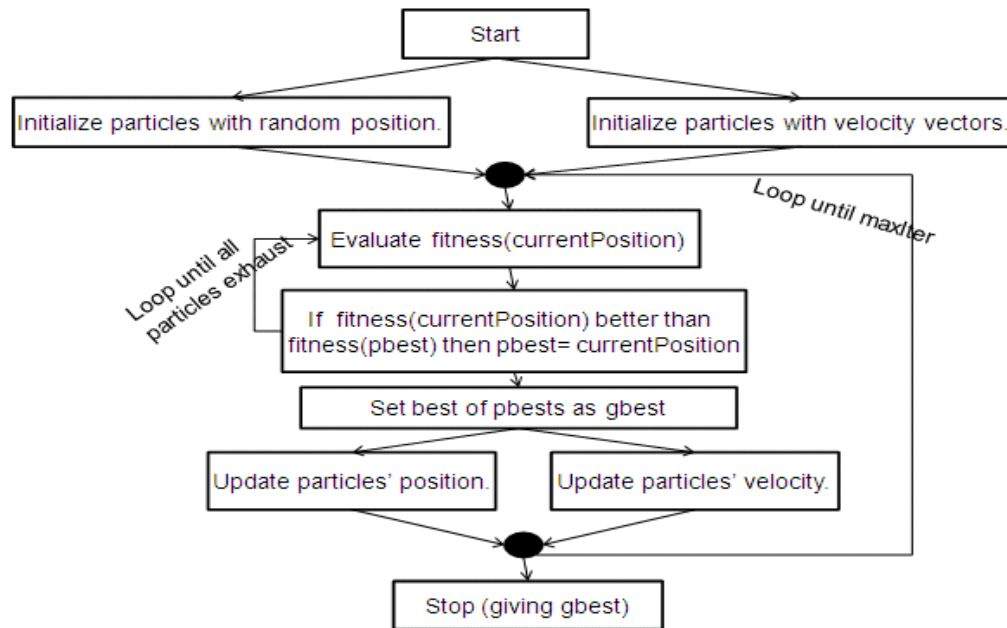 Start
Initialize particles with random position.
Initialize particles with velocity vectors.
Loop until maxIter
Evaluate fitness(currentPosition)
Loop until all
particles exhaust
If fitness(currentPosition) better than
fitness(pbest) then pbest= currentPosition
Set best of pbests as gbest
Update particles’ position.
Update particles’ velocity.
Stop (giving gbest)